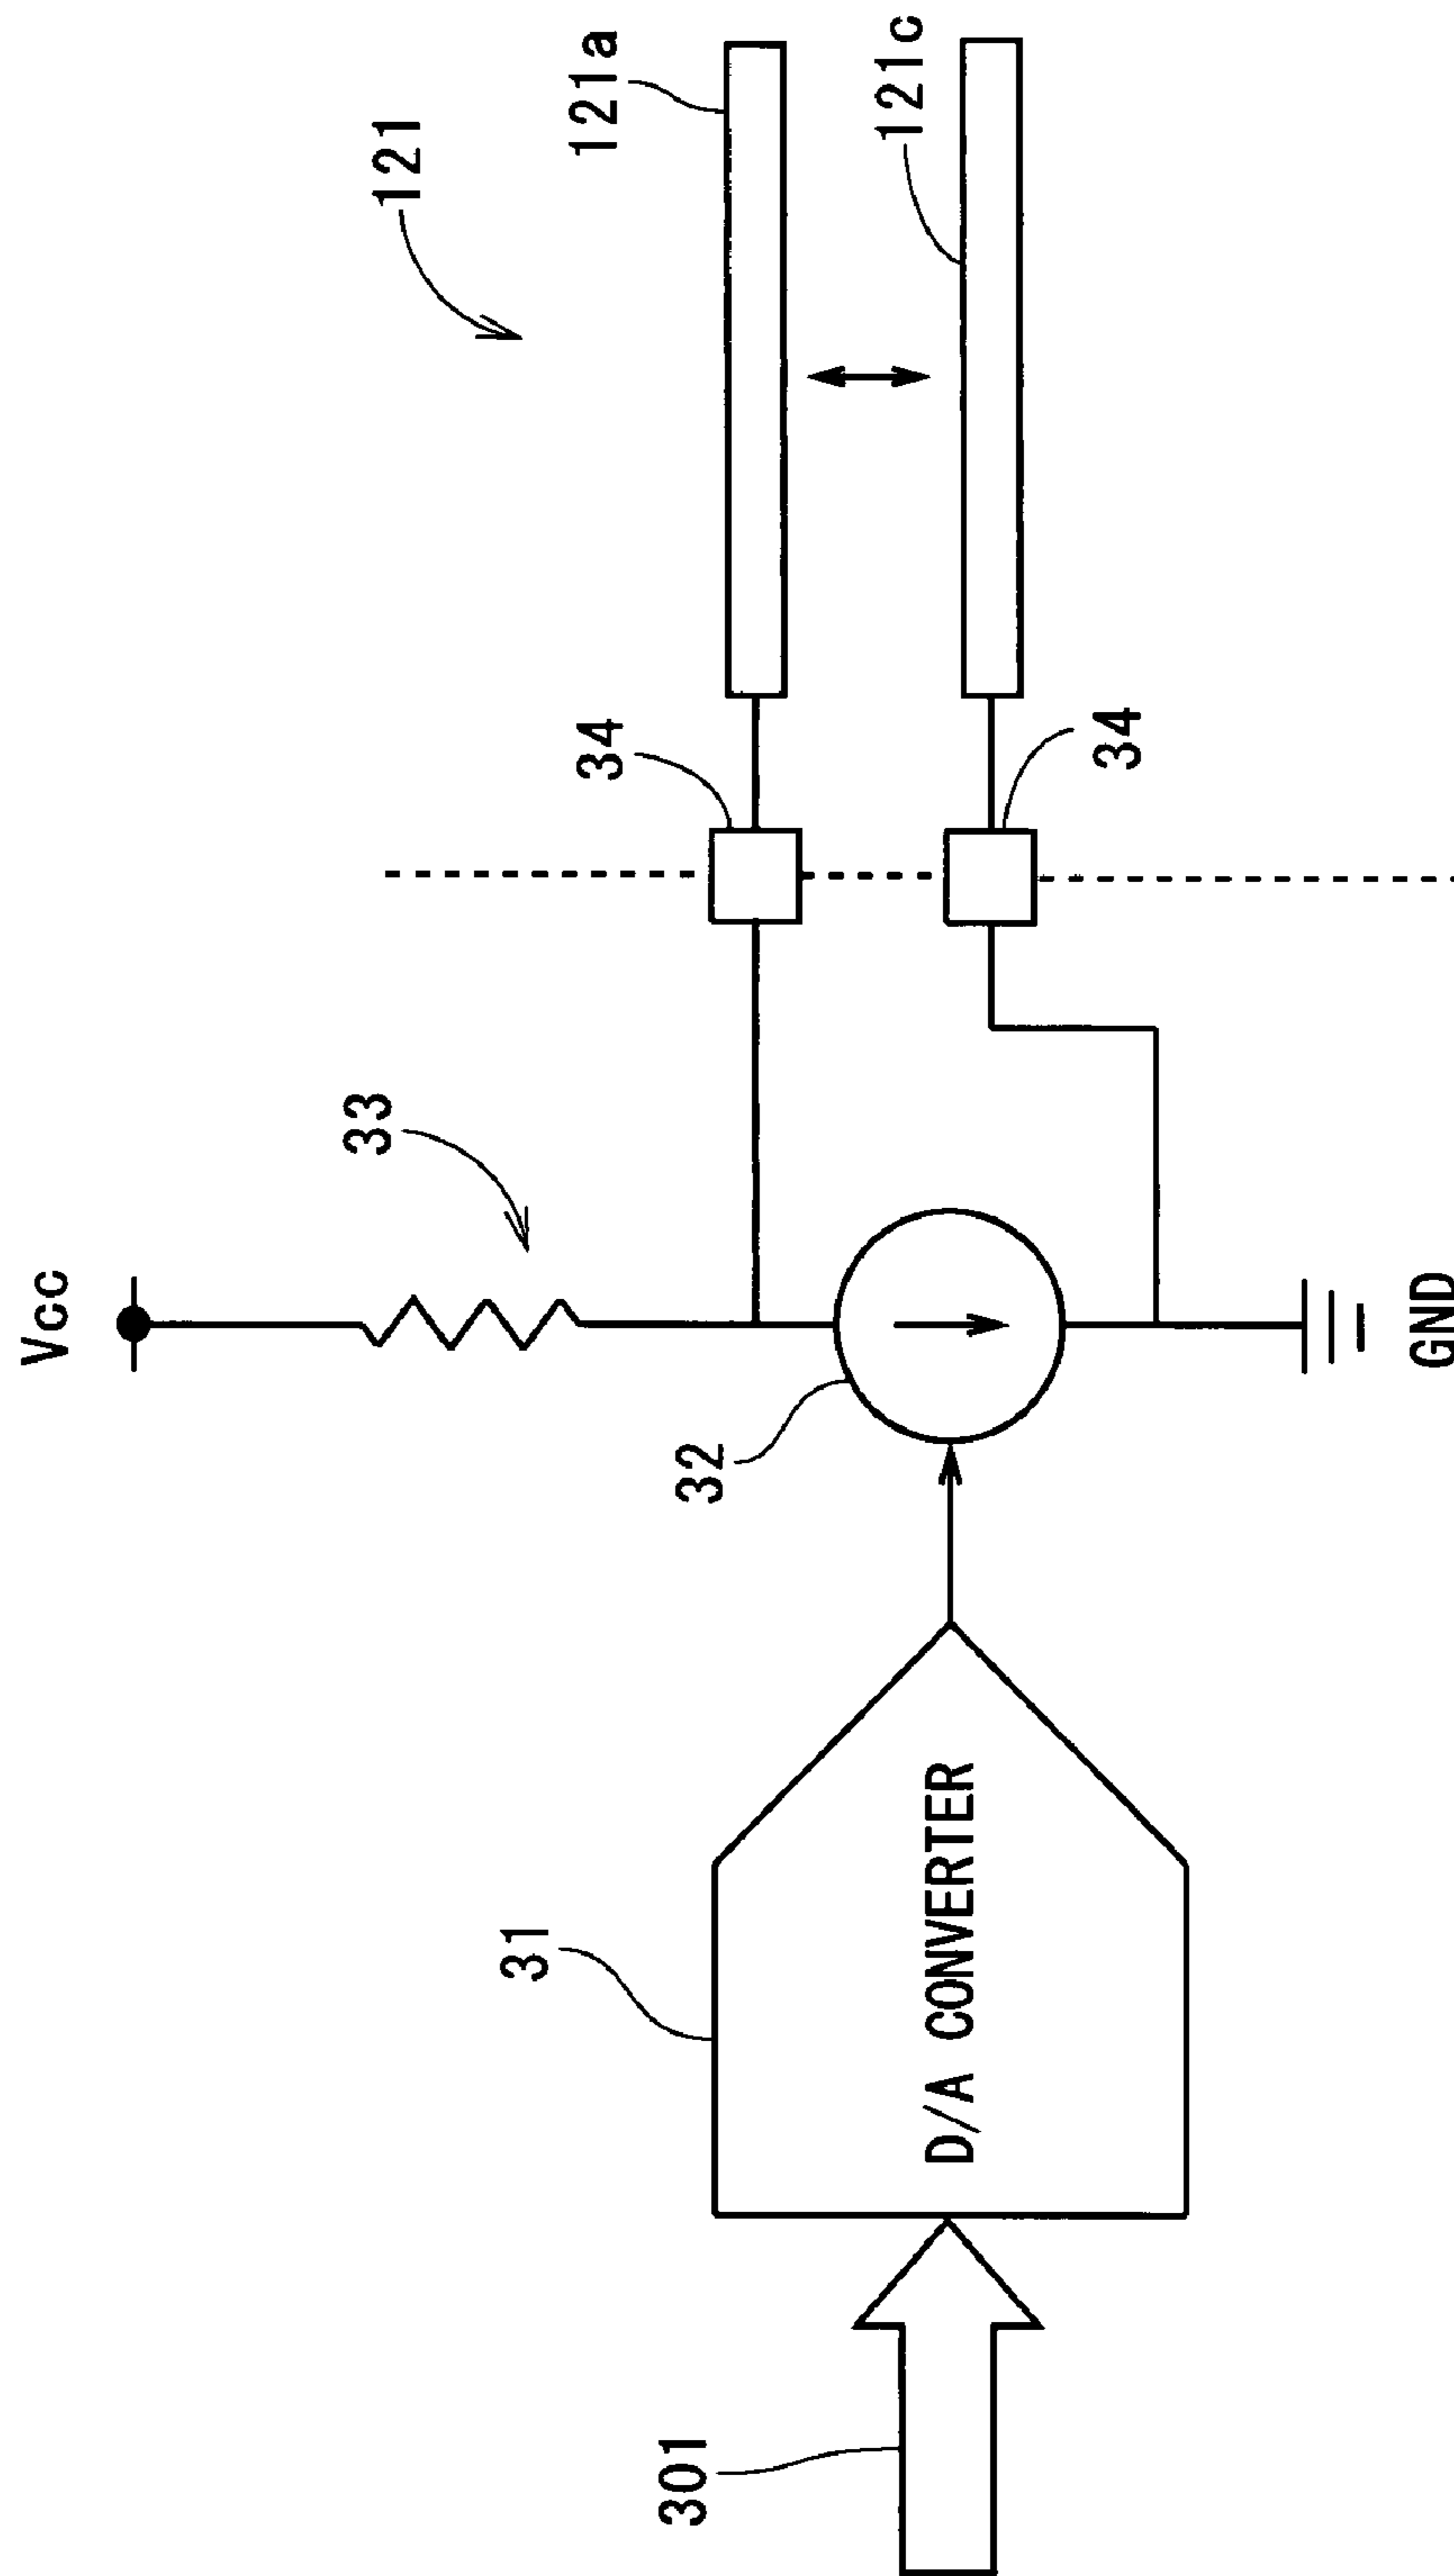 Vcc
33
121
34
121a
32
31
121c
34
301
D/A CONVERTER
GND